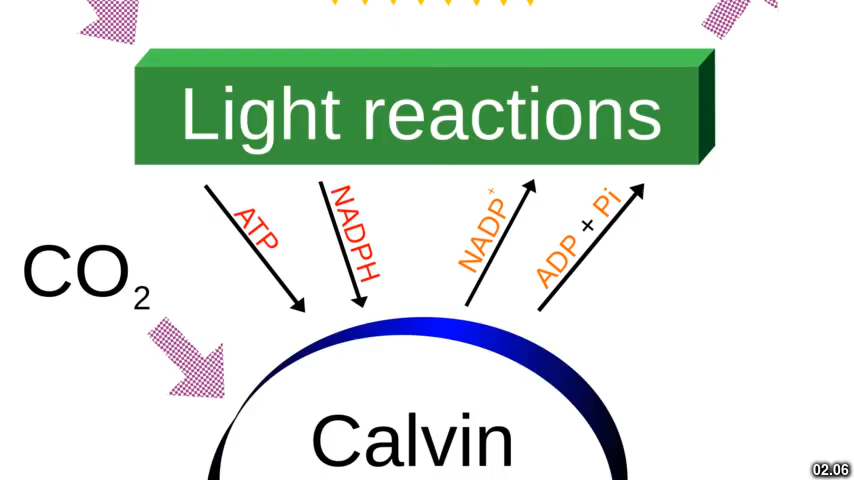 Light reactions
ATP
NADPH
NADP⁺
ADP + Pi
CO₂
Calvin
02.06